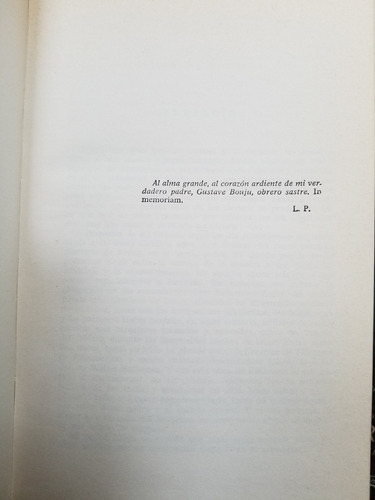 Al alma grande, al corazón ardiente de mi ver-
dadero padre, Gustave Bouju, obrero sastre. In
memoriam.
L. P.